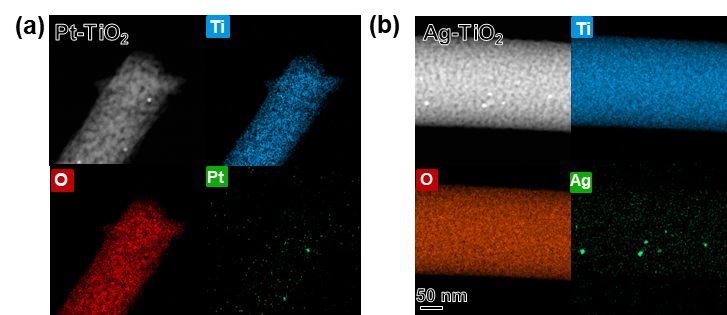 (a)
Pt-TiO₂
Ti
O
Pt
(b)
Ag-TiO₂
Ti
O
Ag
50 nm